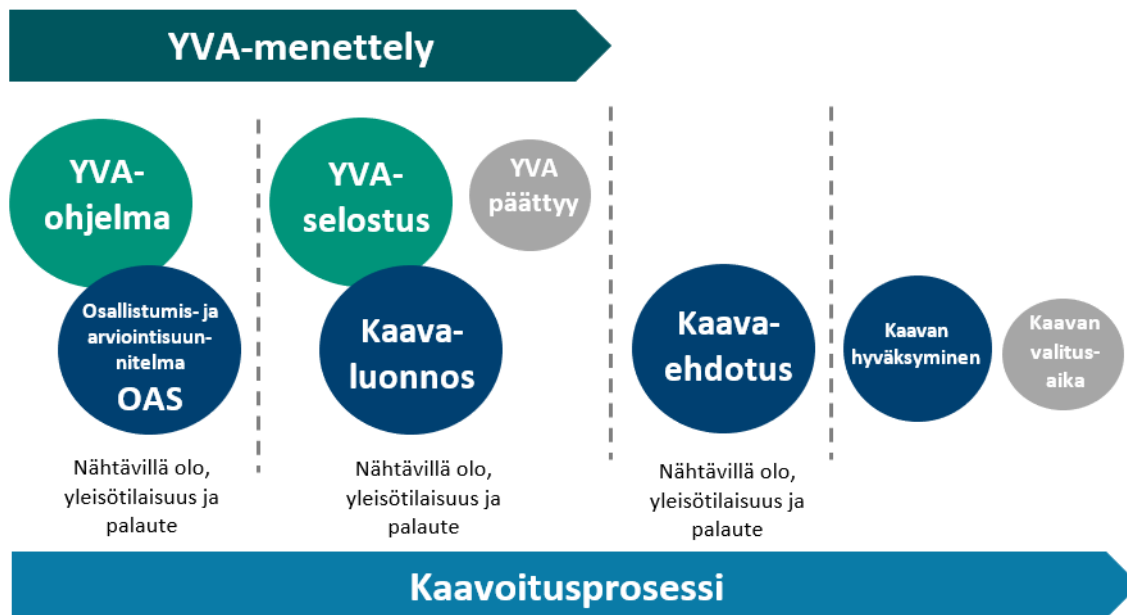 YVA-menettely
YVA-
ohjelma
Osallistumis- ja
arviointisuun-
nitelma
OAS
Nähtävillä olo,
yleisötilaisuus ja
palaute
YVA-
selostus
YVA
päättyy
Kaava-
luonnos
Nähtävillä olo,
yleisötilaisuus ja
palaute
Kaava-
ehdotus
Nähtävillä olo,
yleisötilaisuus ja
palaute
Kaavan
hyväksyminen
Kaavan
valitus-
aika
Kaavoitusprosessi